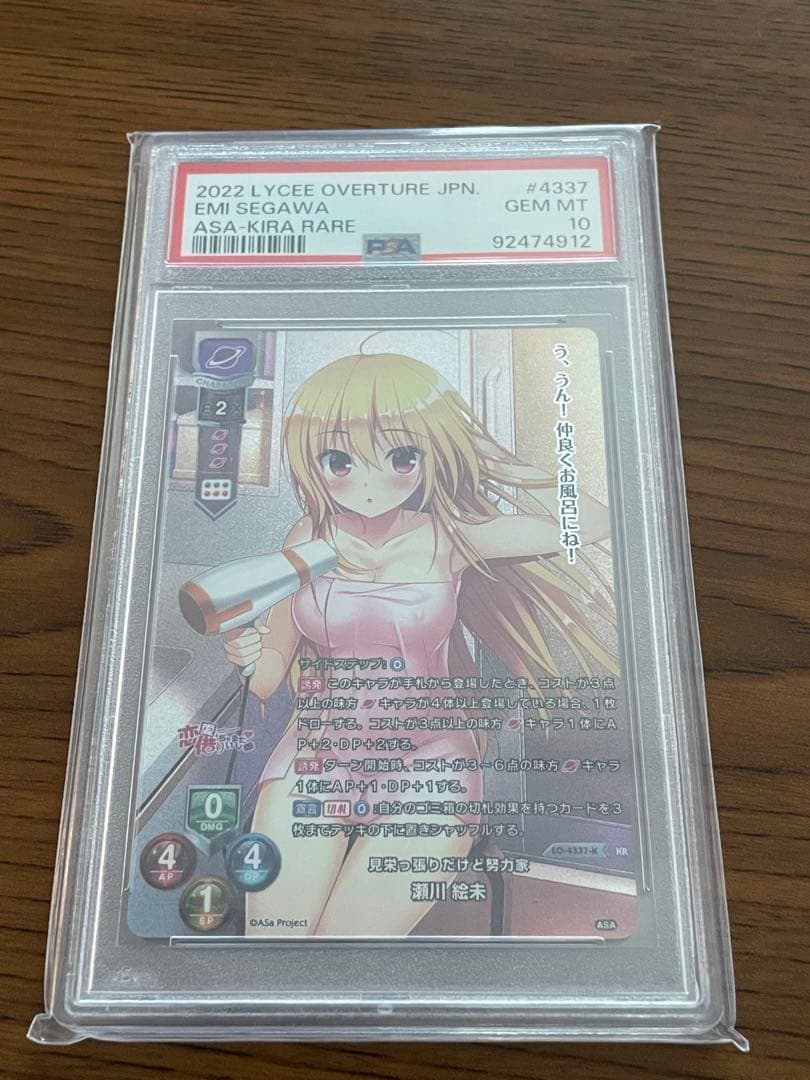 2022 LYCEE OVERTURE JPN. #4337
EMI SEGAWA GEM MT
ASA-KIRA RARE 10
PSA 92474912
う、うん！仲良くお風呂にね！
E 2 X
サイドステップ:0
誘発 このキャラが手札から登場したとき、コストが3点
以上の味方 キャラが4体以上登場している場合、1枚
ドローする。コストが3点以上の味方 キャラ1体にA
P+2・DP+2する。
誘発 ターン開始時、コストが3〜6点の味方 キャラ
1体にAP+1・DP+1する。
宣言 切札 0:自分のゴミ箱の切札効果を持つカードを3
枚までデッキの下に置きシャッフルする。
0
DMG
4
AP
4
DP
1
SP
LO-4337-K KR
見栄っ張りだけど努力家
瀬川 絵未
©ASa Project
ASA